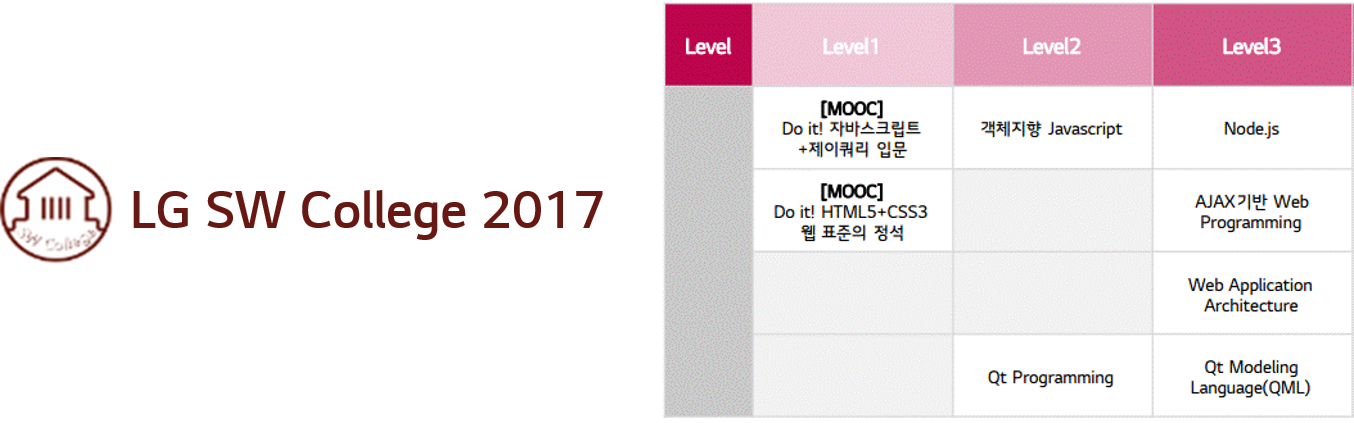 SW College
LG SW College 2017
Level
Level1
Level2
Level3
[MOOC]
Do it! 자바스크립트
+제이쿼리 입문
객체지향 Javascript
Node.js
[MOOC]
Do it! HTML5+CSS3
웹 표준의 정석
AJAX기반 Web
Programming
Web Application
Architecture
Qt Programming
Qt Modeling
Language(QML)